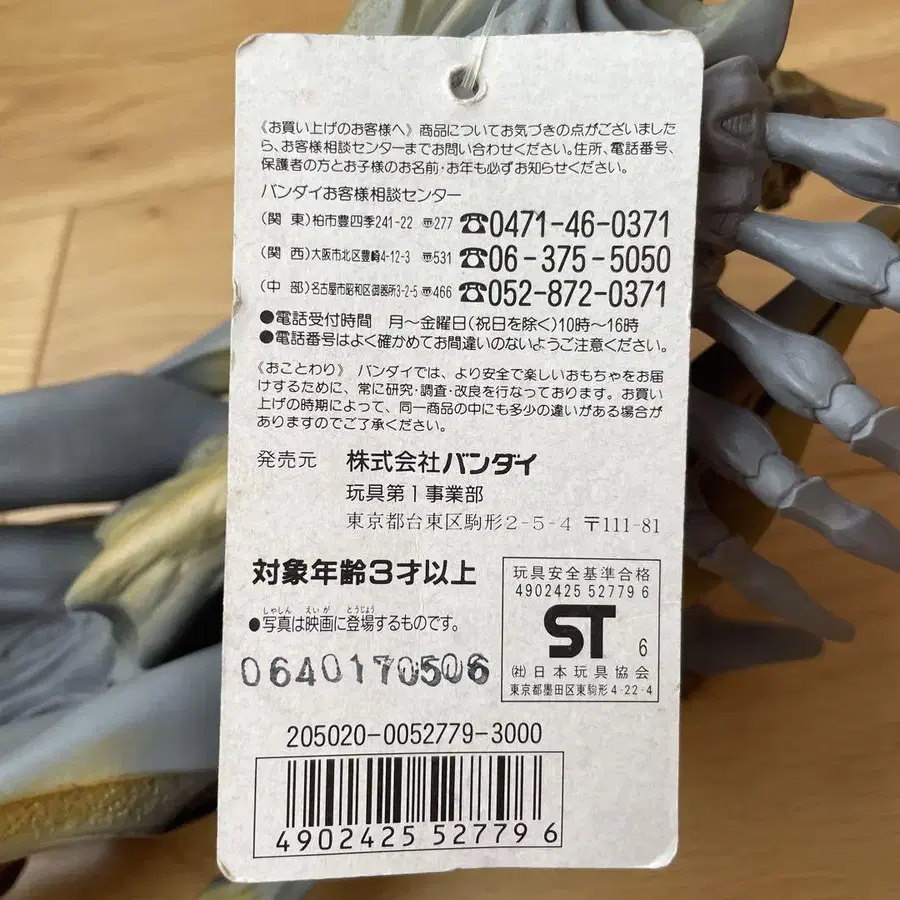 《お買い上げのお客様へ》商品についてお気づきの点がございました
ら、お客様相談センターまでお問い合わせください。住所、電話番号、
保護者の方とお子様のお名前・お年も必ずお知らせください。
バンダイお客様相談センター
(関 東)柏市豊四季241-22 〠277 ☎0471-46-0371
(関 西)大阪市北区豊崎4-12-3 〠531 ☎06-375-5050
(中 部)名古屋市昭和区御器所3-2-5 〠466 ☎052-872-0371
●電話受付時間 月〜金曜日(祝日を除く)10時〜16時
●電話番号はよく確かめてお間違いのないようご注意ください。
《おことわり》 バンダイでは、より安全で楽しいおもちゃをお届
けするために、常に研究・調査・改良を行なっております。お買い
上げの時期によって、同一商品の中にも多少の違いがある場合が
ありますのでご了承ください。
発売元 株式会社バンダイ
玩具第1事業部
東京都台東区駒形2-5-4 〒111-81
対象年齢3才以上
しゃしん えいが とうじょう
●写真は映画に登場するものです。
0640170506
玩具安全基準合格
4902425 52779 6
ST 6
(社)日本玩具協会
東京都墨田区東駒形4-22-4
205020-0052779-3000
4902425 527796